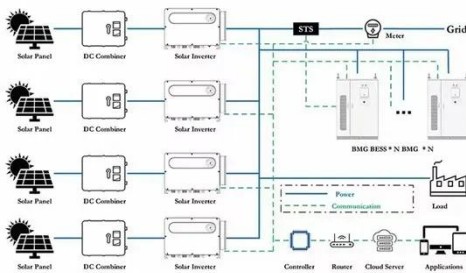 STS
Meter
Grid
Solar Panel DC Combiner Solar Inverter
Solar Panel DC Combiner Solar Inverter
BMG BESS * N BMG * N
Solar Panel DC Combiner Solar Inverter
Power
Communication
Load
Solar Panel DC Combiner Solar Inverter
Controller Router Cloud Server Applications